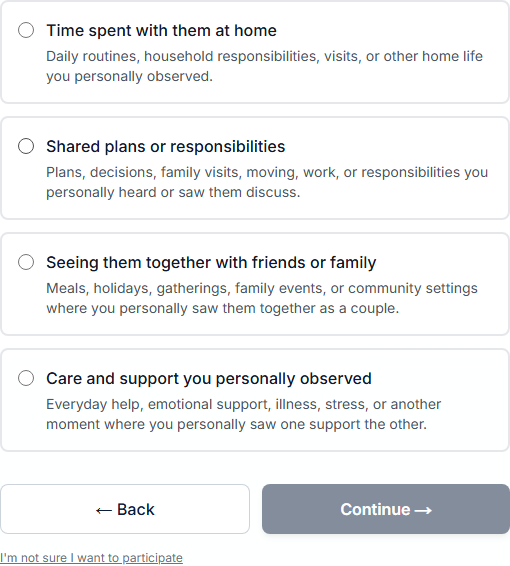 Time spent with them at home
Daily routines, household responsibilities, visits, or other home life
you personally observed.
Shared plans or responsibilities
Plans, decisions, family visits, moving, work, or responsibilities you
personally heard or saw them discuss.
Seeing them together with friends or family
Meals, holidays, gatherings, family events, or community settings
where you personally saw them together as a couple.
Care and support you personally observed
Everyday help, emotional support, illness, stress, or another
moment where you personally saw one support the other.
← Back
Continue →
I'm not sure I want to participate